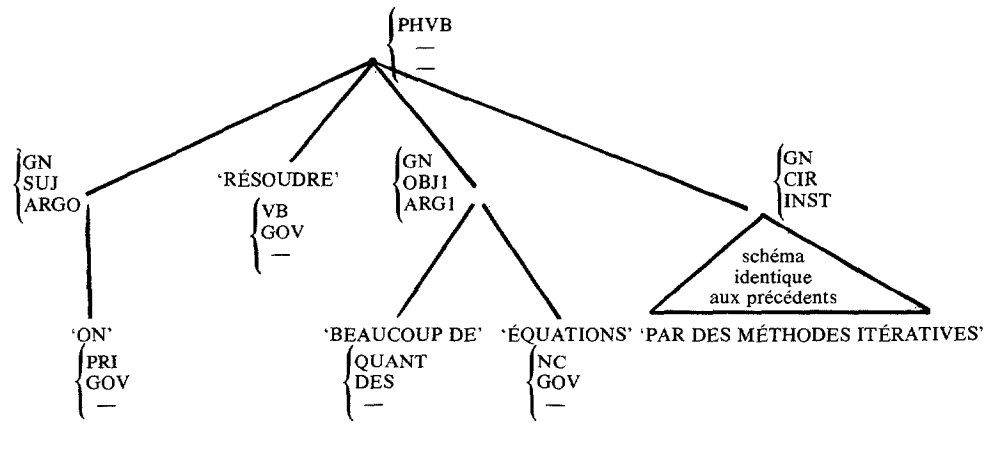 PHVB
—
—
GN
SUJ
ARGO
'RÉSOUDRE'
VB
GOV
—
GN
OBJ1
ARG1
GN
CIR
INST
schéma
identique
aux précédents
'ON'
PRI
GOV
—
'BEAUCOUP DE'
QUANT
DES
—
'ÉQUATIONS'
NC
GOV
—
'PAR DES MÉTHODES ITÉRATIVES'